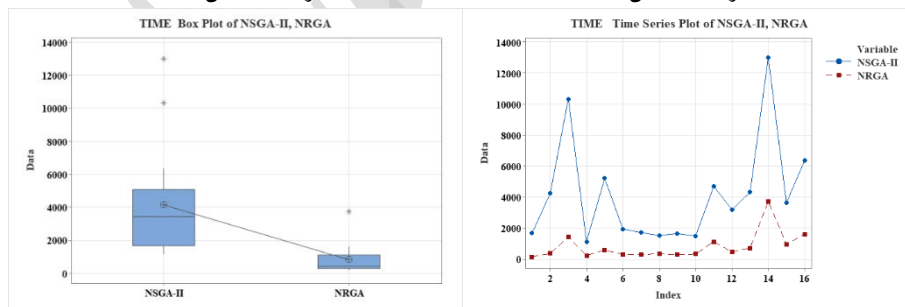 TIME Box Plot of NSGA-II, NRGA
14000
12000
10000
8000
6000
4000
2000
0
Data
NSGA-II NRGA
TIME Time Series Plot of NSGA-II, NRGA
14000
12000
10000
8000
6000
4000
2000
0
Data
2 4 6 8 10 12 14 16
Index
Variable
NSGA-II
NRGA